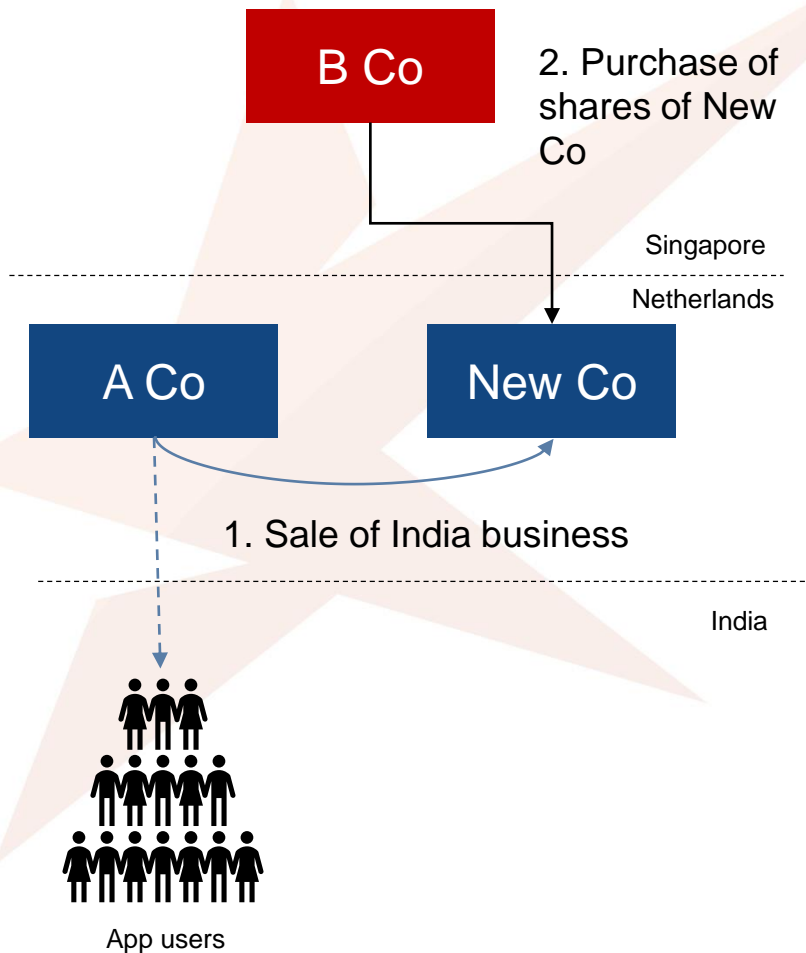 B Co
2. Purchase of
shares of New
Co
Singapore
Netherlands
A Co
New Co
1. Sale of India business
India
App users